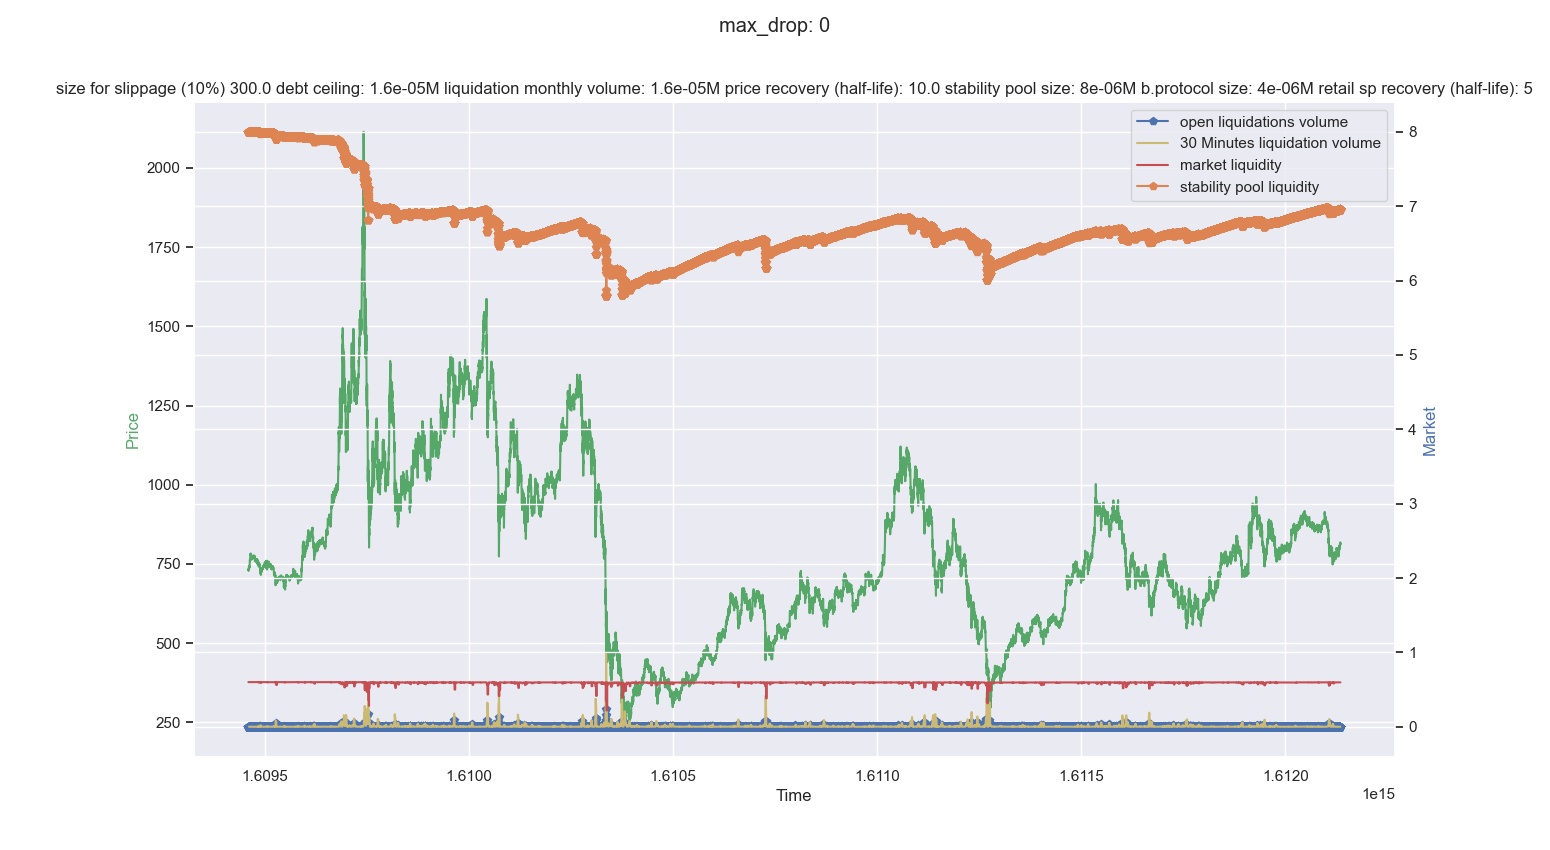 max_drop: 0
size for slippage (10%) 300.0 debt ceiling: 1.6e-05M liquidation monthly volume: 1.6e-05M price recovery (half-life): 10.0 stability pool size: 8e-06M b.protocol size: 4e-06M retail sp recovery (half-life): 5
open liquidations volume
30 Minutes liquidation volume
market liquidity
stability pool liquidity
2000
1750
1500
1250
1000
750
500
250
Price
8
7
6
5
4
3
2
1
0
Market
1.6095 1.6100 1.6105 1.6110 1.6115 1.6120
1e15
Time